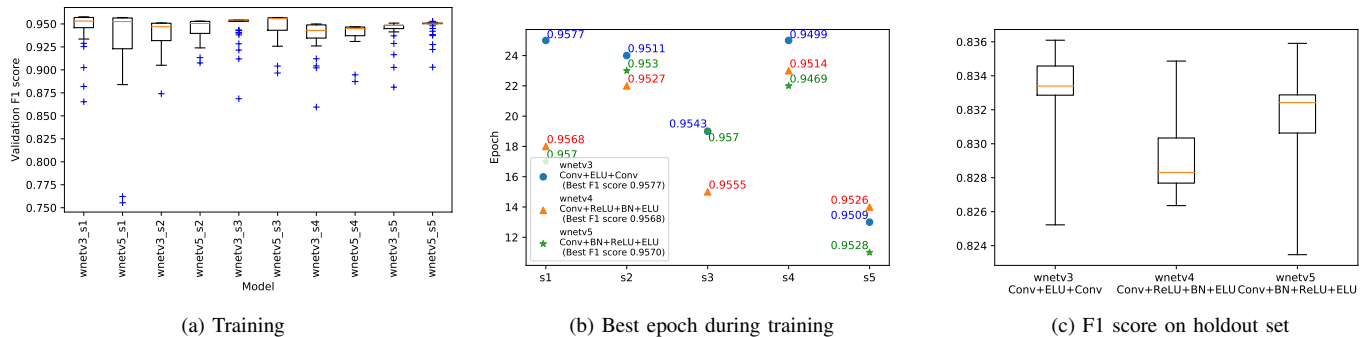 0.950
0.925
0.900
0.875
0.850
0.825
0.800
0.775
0.750
Validation F1 score
wnetv3_s1
wnetv5_s1
wnetv3_s2
wnetv5_s2
wnetv3_s3
wnetv5_s3
wnetv3_s4
wnetv5_s4
wnetv3_s5
wnetv5_s5
Model
(a) Training
24
22
20
18
16
14
12
Epoch
0.9577
0.9511
0.953
0.9527
0.9499
0.9514
0.9469
0.9568
0.957
0.9543
0.957
0.9555
0.9526
0.9509
0.9528
wnetv3
Conv+ELU+Conv
(Best F1 score 0.9577)
wnetv4
Conv+ReLU+BN+ELU
(Best F1 score 0.9568)
wnetv5
Conv+BN+ReLU+ELU
(Best F1 score 0.9570)
s1 s2 s3 s4 s5
(b) Best epoch during training
0.836
0.834
0.832
0.830
0.828
0.826
0.824
wnetv3
Conv+ELU+Conv
wnetv4
Conv+ReLU+BN+ELU
wnetv5
Conv+BN+ReLU+ELU
(c) F1 score on holdout set